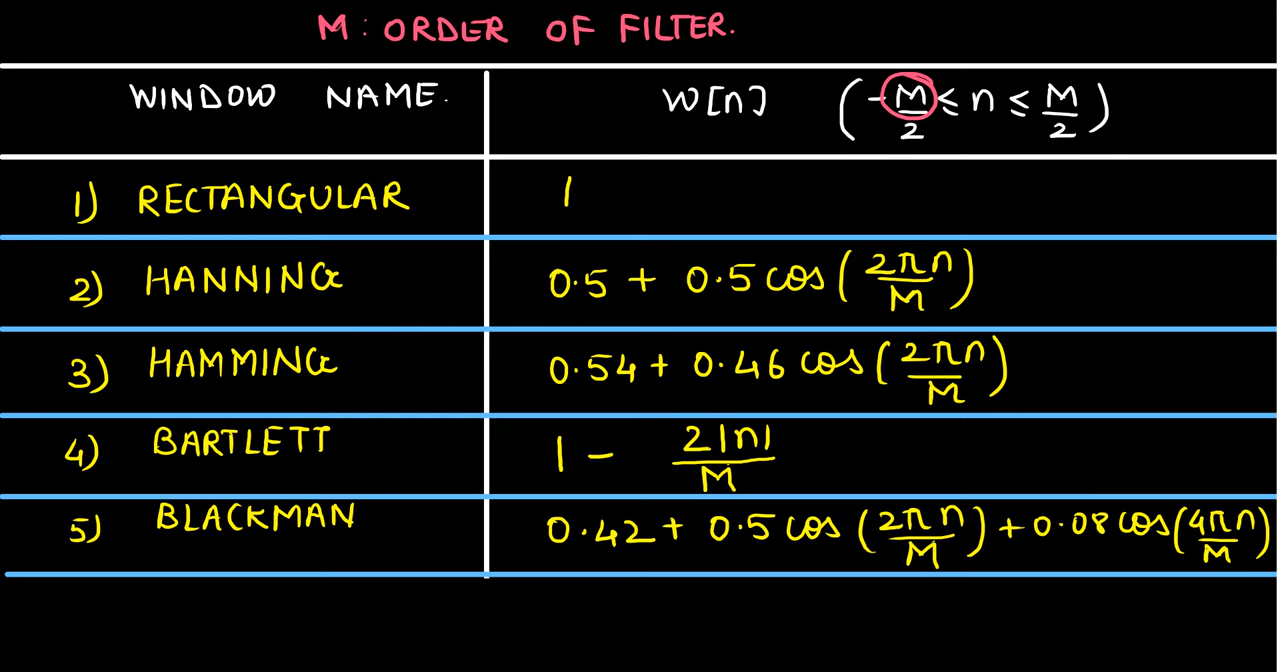 M : ORDER OF FILTER.
WINDOW NAME. W[n] (-M/2 ≤ n ≤ M/2)
1) RECTANGULAR 1
2) HANNING 0.5 + 0.5 cos(2πn/M)
3) HAMMING 0.54 + 0.46 cos(2πn/M)
4) BARTLETT 1 - 2|n|/M
5) BLACKMAN 0.42 + 0.5 cos(2πn/M) + 0.08 cos(4πn/M)